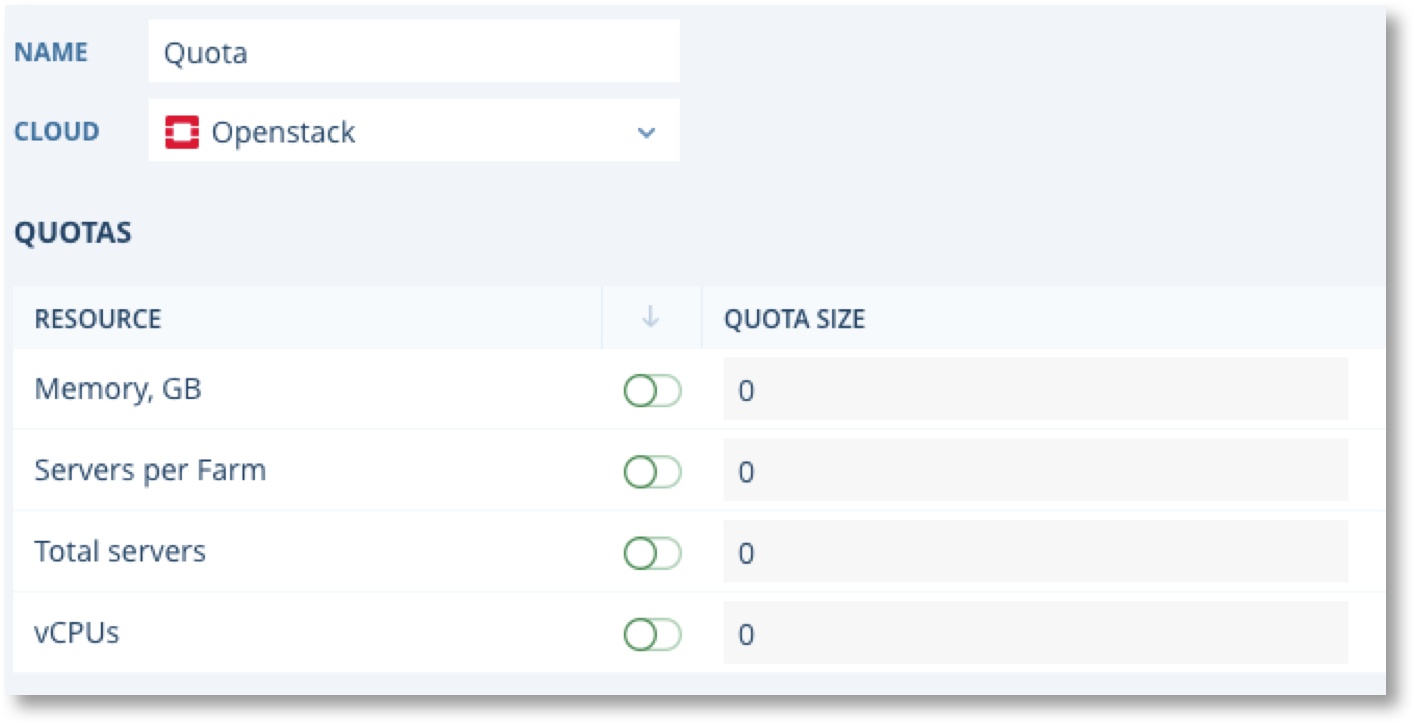 NAME Quota
CLOUD Openstack
QUOTAS
RESOURCE QUOTA SIZE
Memory, GB 0
Servers per Farm 0
Total servers 0
vCPUs 0